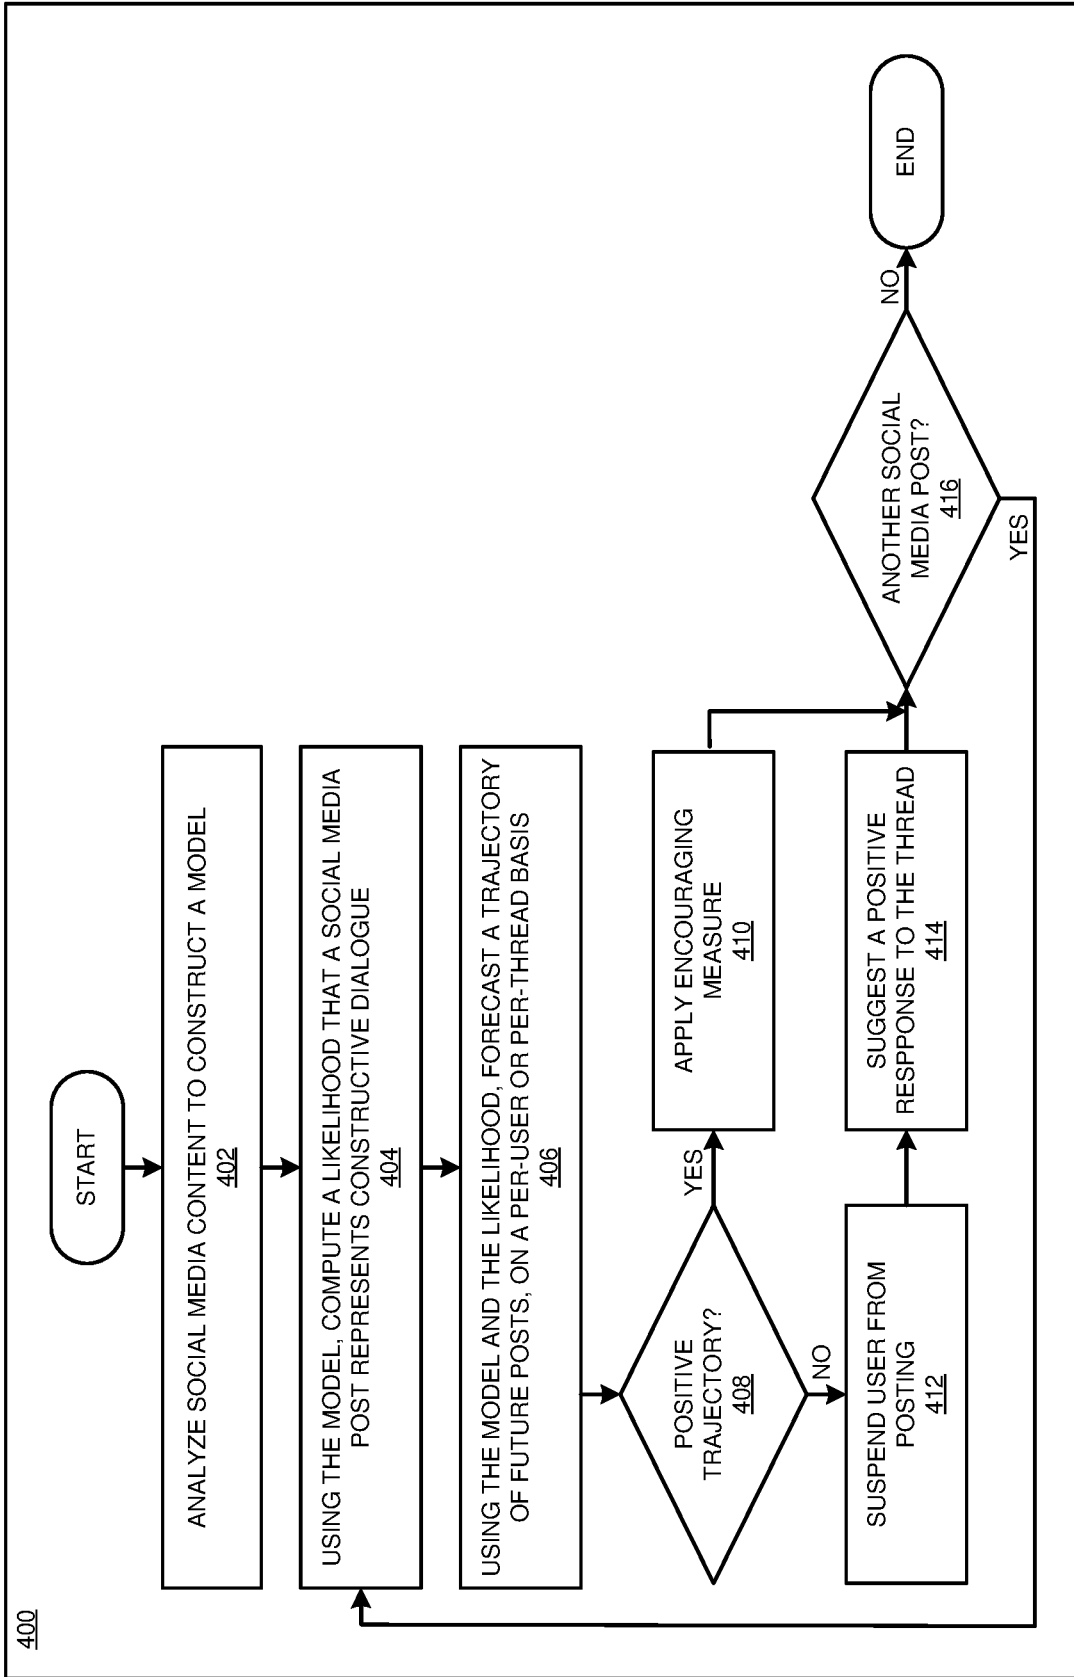 400
START
ANALYZE SOCIAL MEDIA CONTENT TO CONSTRUCT A MODEL
402
USING THE MODEL, COMPUTE A LIKELIHOOD THAT A SOCIAL MEDIA
POST REPRESENTS CONSTRUCTIVE DIALOGUE
404
USING THE MODEL AND THE LIKELIHOOD, FORECAST A TRAJECTORY
OF FUTURE POSTS, ON A PER-USER OR PER-THREAD BASIS
406
POSITIVE
TRAJECTORY?
408
YES
NO
APPLY ENCOURAGING
MEASURE
410
SUSPEND USER FROM
POSTING
412
SUGGEST A POSITIVE
RESPPONSE TO THE THREAD
414
ANOTHER SOCIAL
MEDIA POST?
416
YES
NO
END